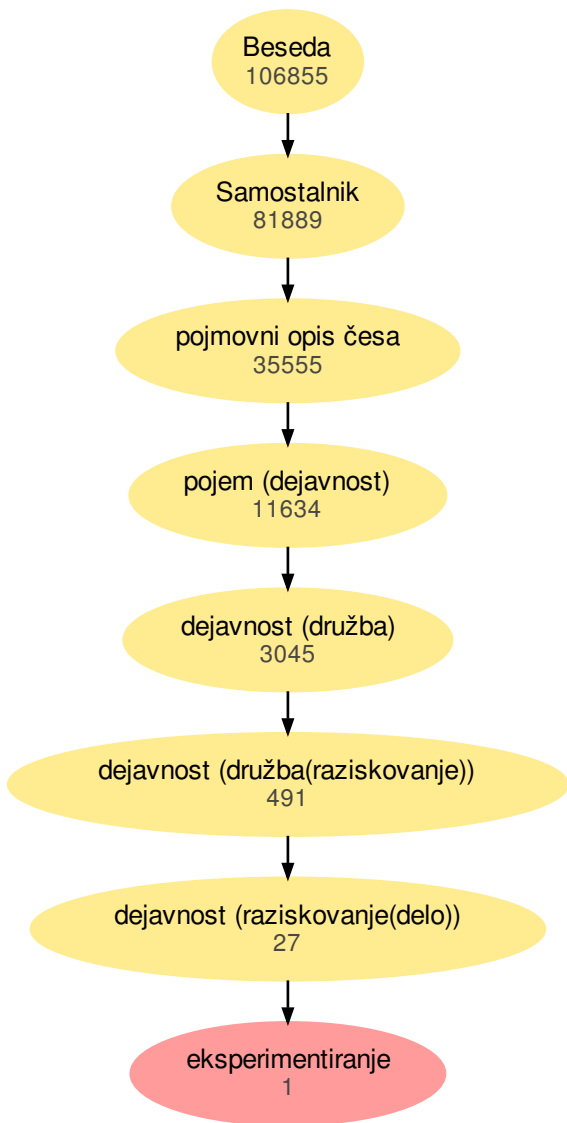 Beseda
106855
Samostalnik
81889
pojmovni opis česa
35555
pojem (dejavnost)
11634
dejavnost (družba)
3045
dejavnost (družba(raziskovanje))
491
dejavnost (raziskovanje(delo))
27
eksperimentiranje
1